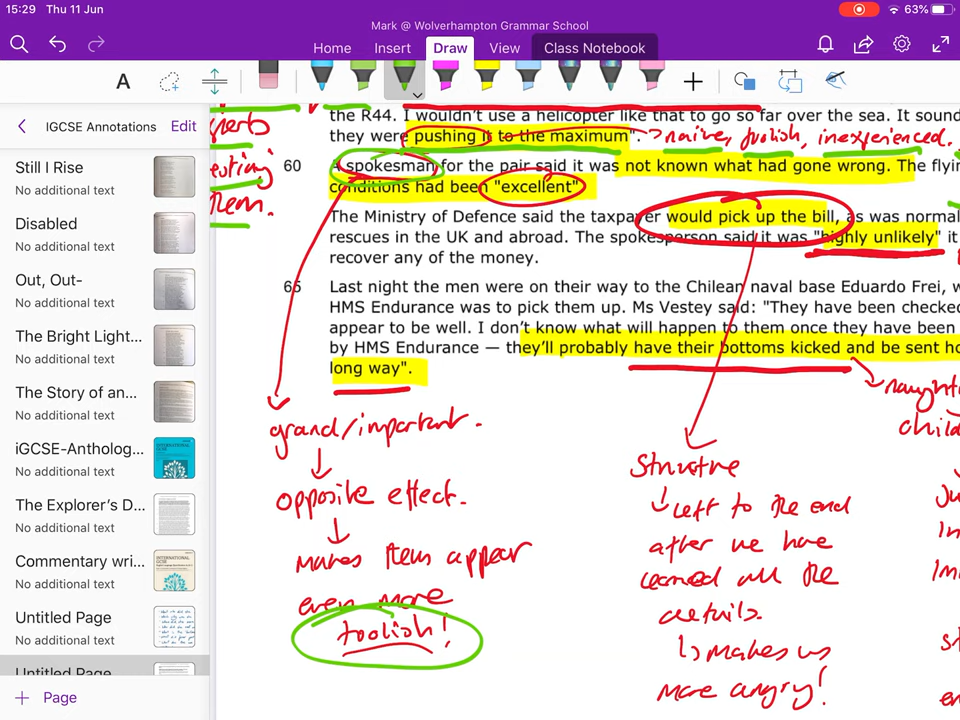 15:29 Thu 11 Jun
63%
Mark @ Wolverhampton Grammar School
Home Insert Draw View Class Notebook
A
IGCSE Annotations Edit
Still I Rise
No additional text
Disabled
No additional text
Out, Out-
No additional text
The Bright Light...
No additional text
The Story of an...
No additional text
iGCSE-Antholog...
No additional text
The Explorer's D...
No additional text
Commentary wri...
No additional text
Untitled Page
No additional text
Untitled Page
Page
the R44. I wouldn't use a helicopter like that to go so far over the sea. It sound
they were pushing it to the maximum". naive, foolish, inexperienced.
60 A spokesman for the pair said it was not known what had gone wrong. The flyin
conditions had been "excellent"
them.
The Ministry of Defence said the taxpayer would pick up the bill, as was normal
rescues in the UK and abroad. The spokesperson said it was "highly unlikely" it
recover any of the money.
65 Last night the men were on their way to the Chilean naval base Eduardo Frei, w
HMS Endurance was to pick them up. Ms Vestey said: "They have been checked
appear to be well. I don't know what will happen to them once they have been
by HMS Endurance — they'll probably have their bottoms kicked and be sent ho
long way".
grand/important.
opposite effect.
makes them appear
even more
foolish!
Structure
left to the end
after we have
learned all the
details.
makes us
more angry!
naught
child